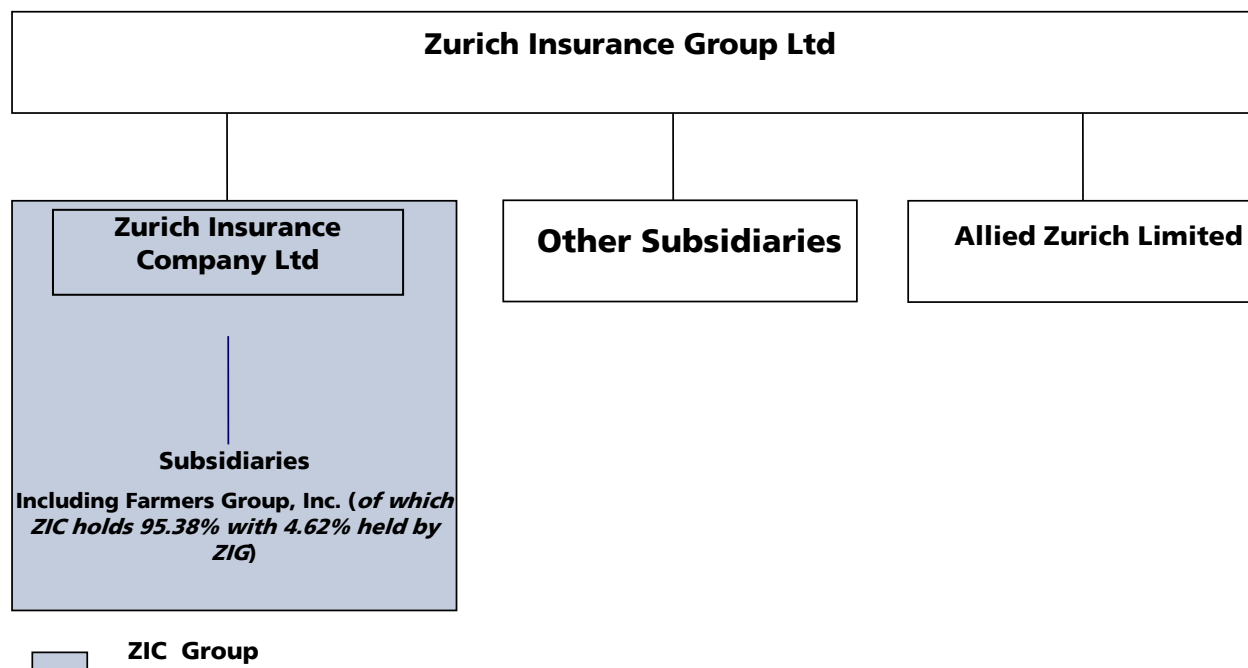 Zurich Insurance Group Ltd
Zurich Insurance
Company Ltd
Other Subsidiaries
Allied Zurich Limited
Subsidiaries
Including Farmers Group, Inc. (of which
ZIC holds 95.38% with 4.62% held by
ZIG)
ZIC Group